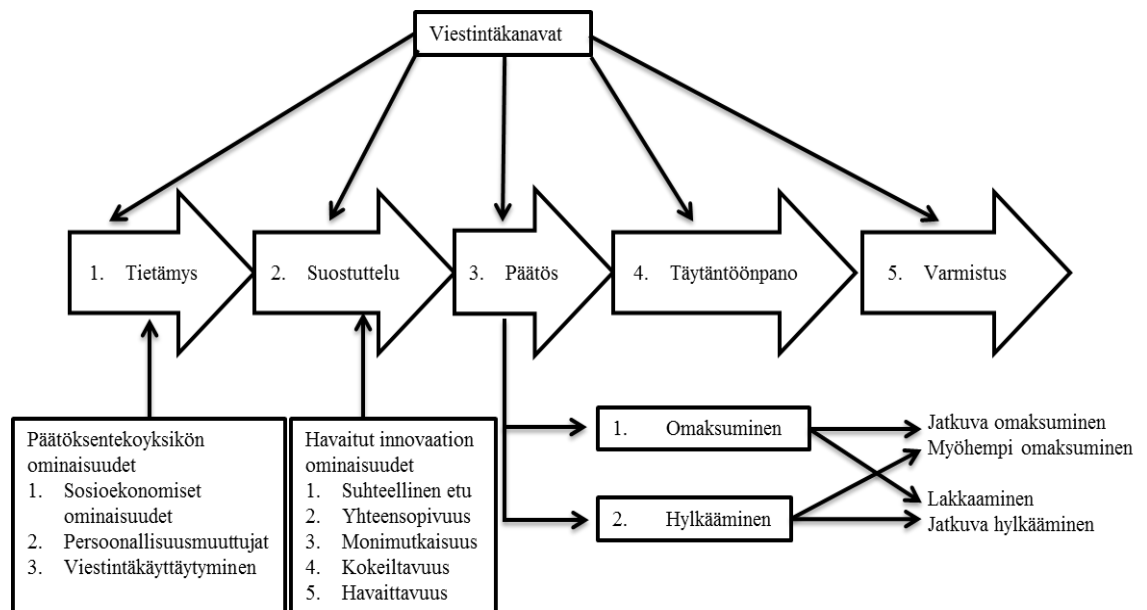 Viestintäkanavat
1. Tietämys
2. Suostuttelu
3. Päätös
4. Täytäntöönpano
5. Varmistus
Päätöksentekoyksikön
ominaisuudet
1. Sosioekonomiset
ominaisuudet
2. Persoonallisuusmuuttujat
3. Viestintäkäyttäytyminen
Havaitut innovaation
ominaisuudet
1. Suhteellinen etu
2. Yhteensopivuus
3. Monimutkaisuus
4. Kokeiltavuus
5. Havaittavuus
1. Omaksuminen
2. Hylkääminen
Jatkuva omaksuminen
Myöhempi omaksuminen
Lakkaaminen
Jatkuva hylkääminen